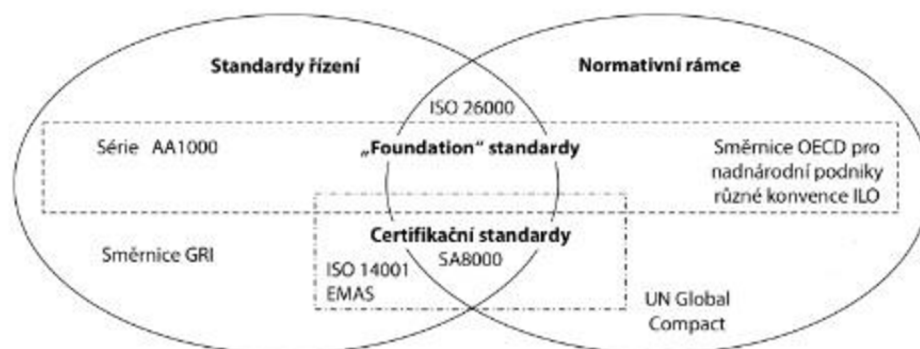 Standardy řízení
Normativní rámce
ISO 26000
Série AA1000
„Foundation“ standardy
Směrnice OECD pro
nadnárodní podniky
různé konvence ILO
Certifikační standardy
SA8000
Směrnice GRI
ISO 14001
EMAS
UN Global
Compact